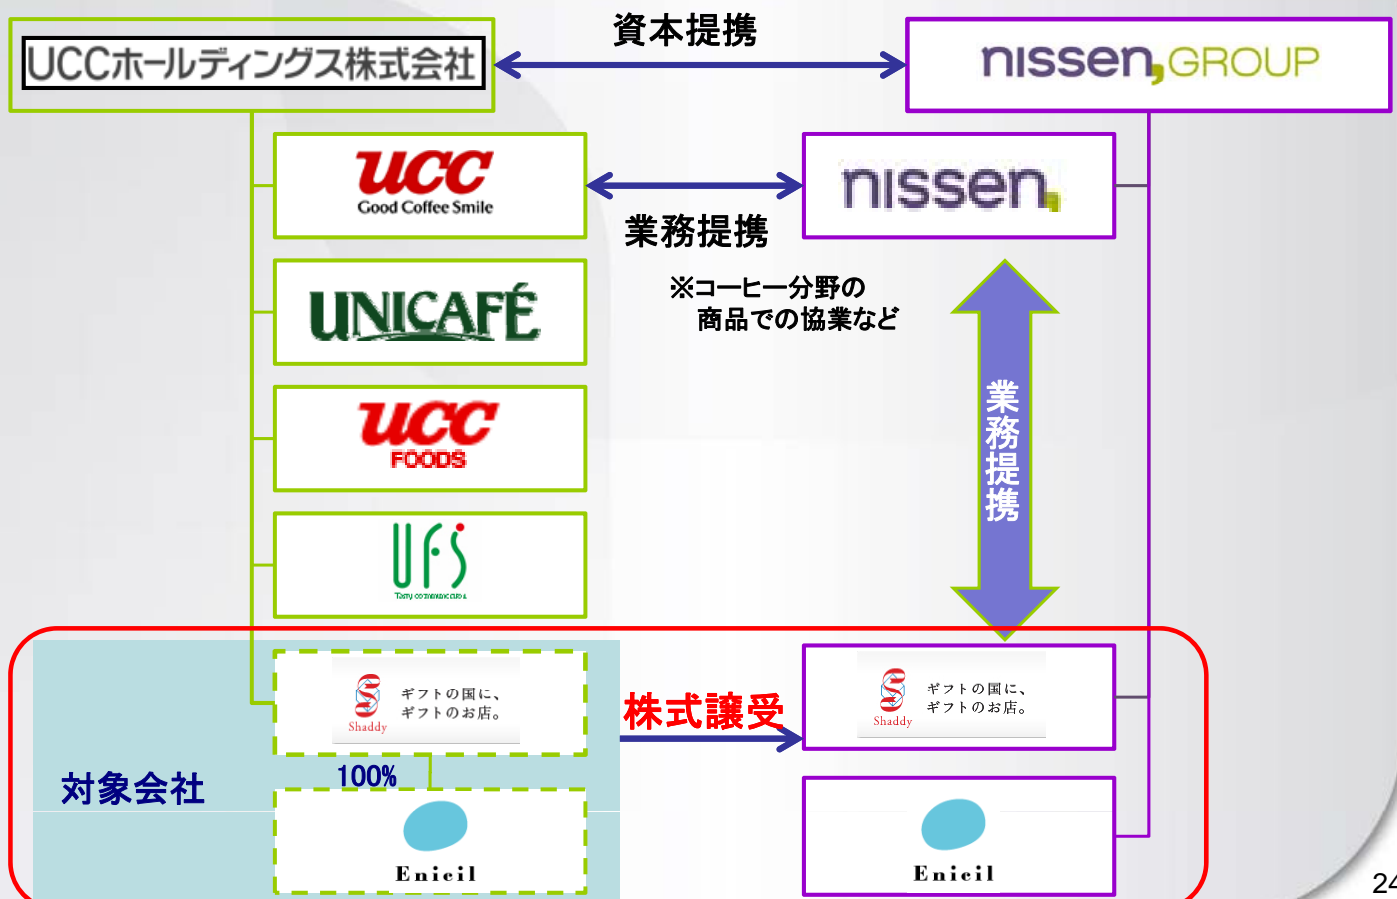 資本提携
UCCホールディングス株式会社
nissen,GROUP
ucc
Good Coffee Smile
nissen,
業務提携
※コーヒー分野の
商品での協業など
UNICAFÉ
業務提携
ucc
FOODS
UFS
Shaddy
ギフトの国に、
ギフトのお店。
株式譲受
Shaddy
ギフトの国に、
ギフトのお店。
対象会社
100%
Enicil
Enicil
24